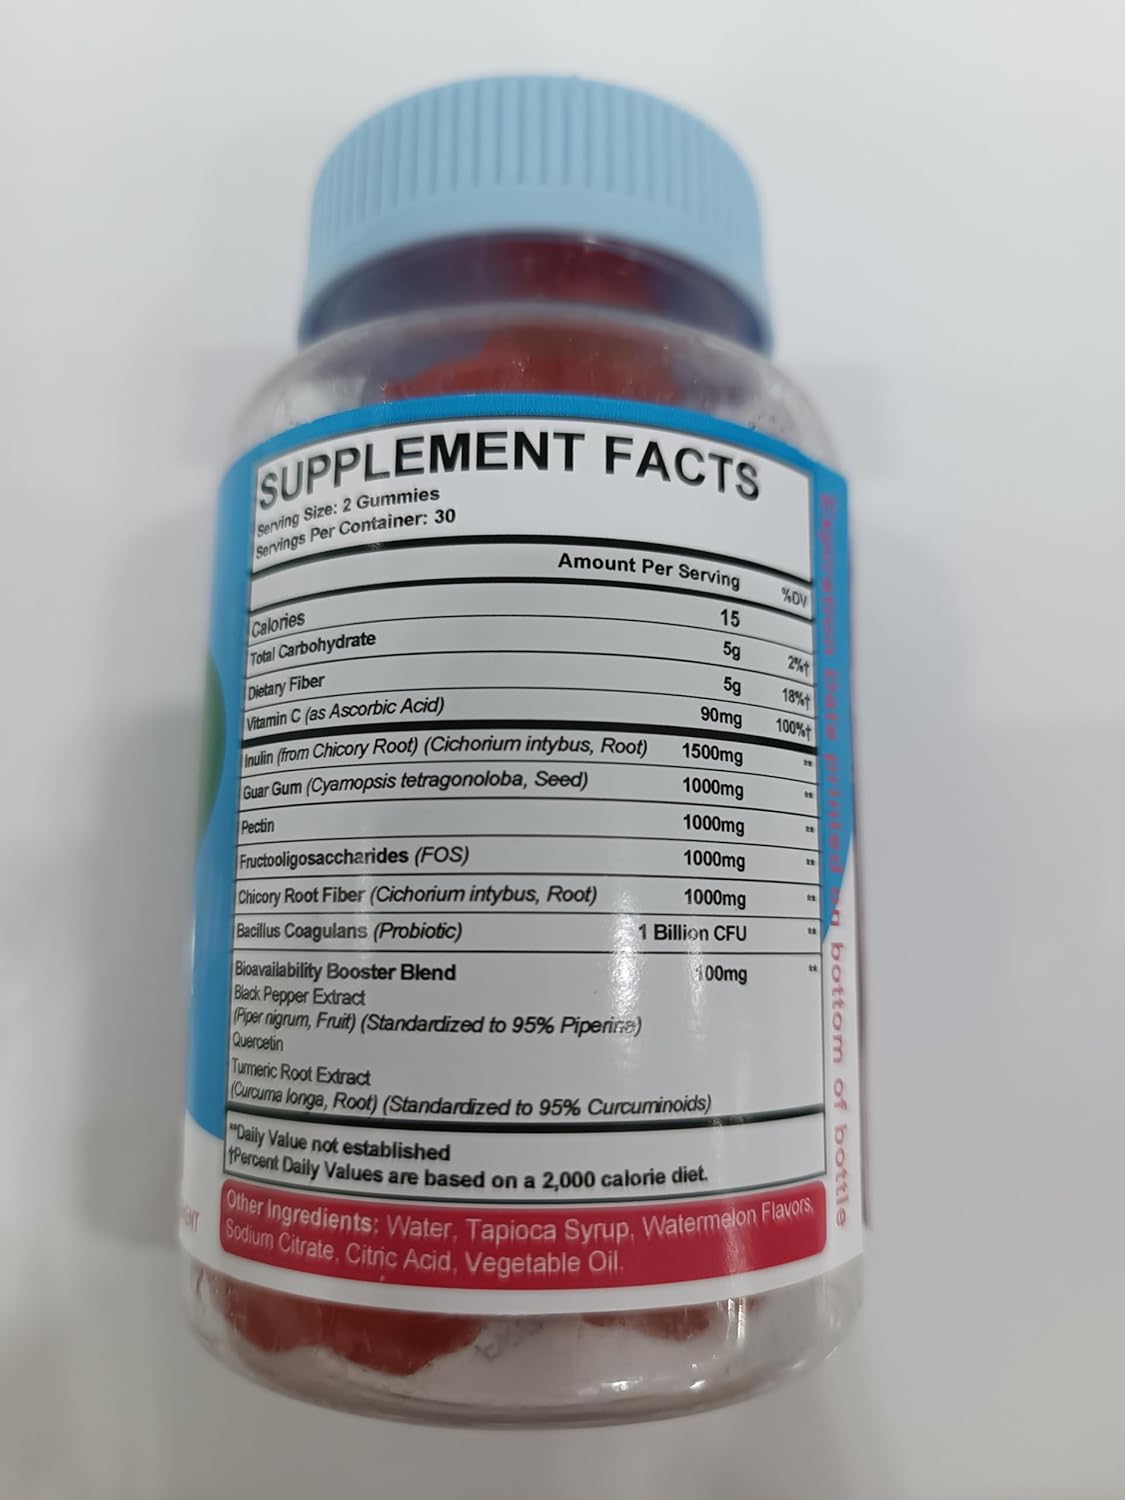 SUPPLEMENT FACTS
Serving Size: 2 Gummies
Servings Per Container: 30
Amount Per Serving %DV
Calories 15
Total Carbohydrate 5g 2%†
Dietary Fiber 5g 18%†
Vitamin C (as Ascorbic Acid) 90mg 100%†
Inulin (from Chicory Root) (Cichorium intybus, Root) 1500mg **
Guar Gum (Cyamopsis tetragonoloba, Seed) 1000mg **
Pectin 1000mg **
Fructooligosaccharides (FOS) 1000mg **
Chicory Root Fiber (Cichorium intybus, Root) 1000mg **
Bacillus Coagulans (Probiotic) 1 Billion CFU **
Bioavailability Booster Blend 100mg **
Black Pepper Extract
(Piper nigrum, Fruit) (Standardized to 95% Piperine)
Quercetin
Turmeric Root Extract
(Curcuma longa, Root) (Standardized to 95% Curcuminoids)
**Daily Value not established
†Percent Daily Values are based on a 2,000 calorie diet.
Other Ingredients: Water, Tapioca Syrup, Watermelon Flavors,
Sodium Citrate, Citric Acid, Vegetable Oil.
Expiration Date printed on bottom of bottle